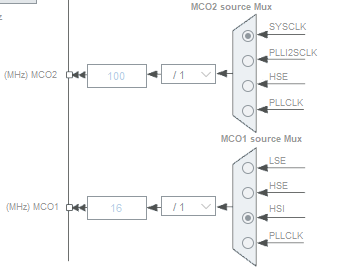 MCO2 source Mux
z
SYSCLK
PLLI2SCLK
(MHz) MCO2
100
/ 1
HSE
PLLCLK
MCO1 source Mux
LSE
HSE
(MHz) MCO1
16
/ 1
HSI
PLLCLK